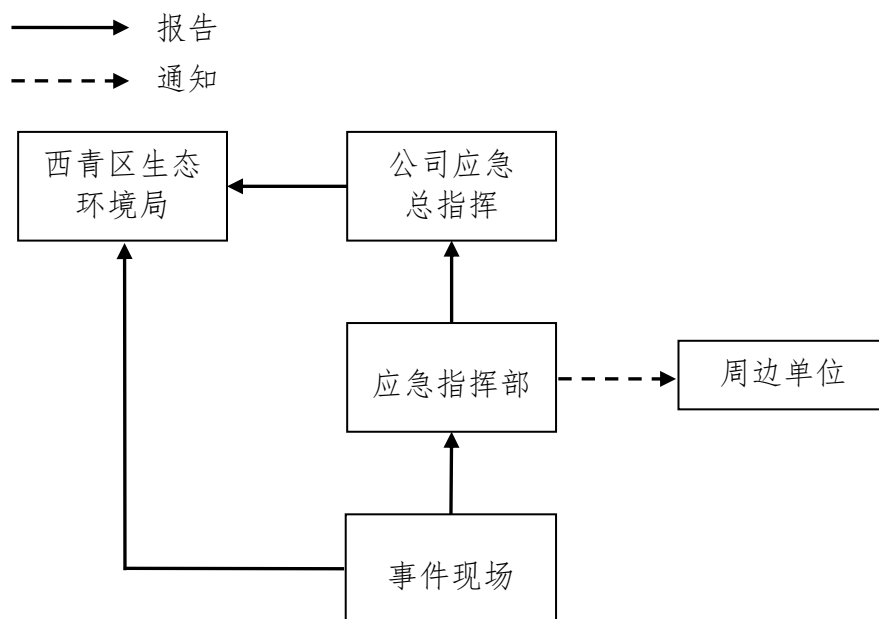 报告
通知
西青区生态
环境局
公司应急
总指挥
应急指挥部
周边单位
事件现场